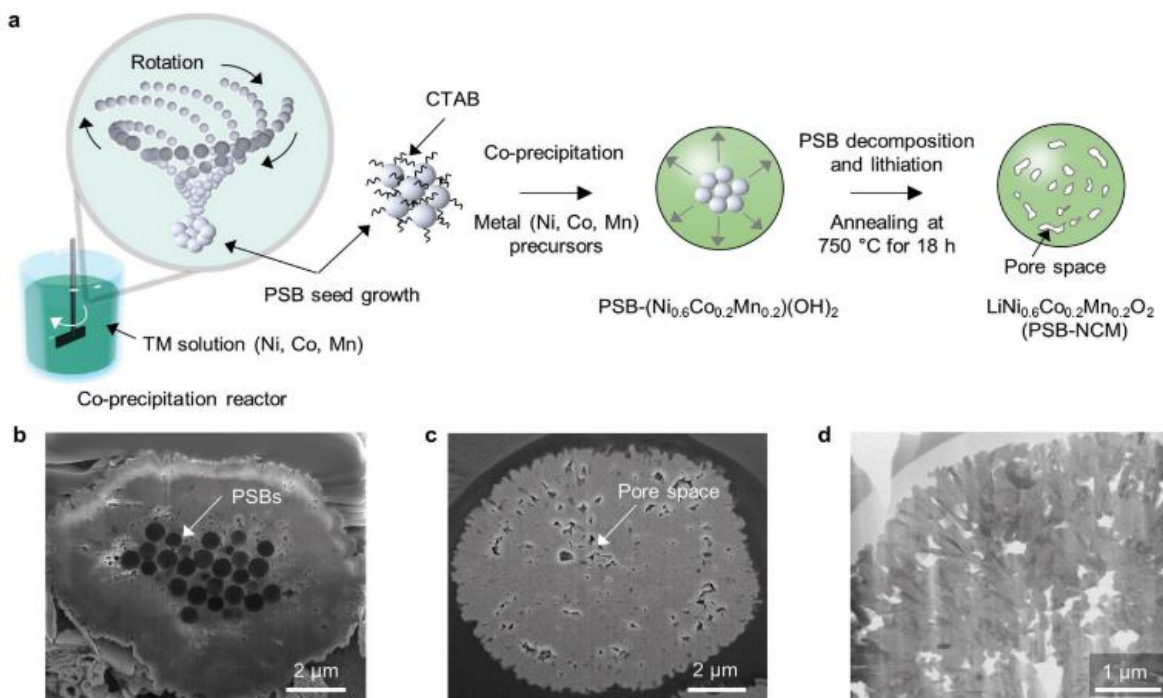 a
Rotation
CTAB
Co-precipitation
Metal (Ni, Co, Mn)
precursors
PSB decomposition
and lithiation
Annealing at
750 °C for 18 h
Pore space
PSB seed growth
PSB-(Ni₀.₆Co₀.₂Mn₀.₂)(OH)₂
LiNi₀.₆Co₀.₂Mn₀.₂O₂
(PSB-NCM)
TM solution (Ni, Co, Mn)
Co-precipitation reactor
b
PSBs
2 μm
c
Pore space
2 μm
d
1 μm